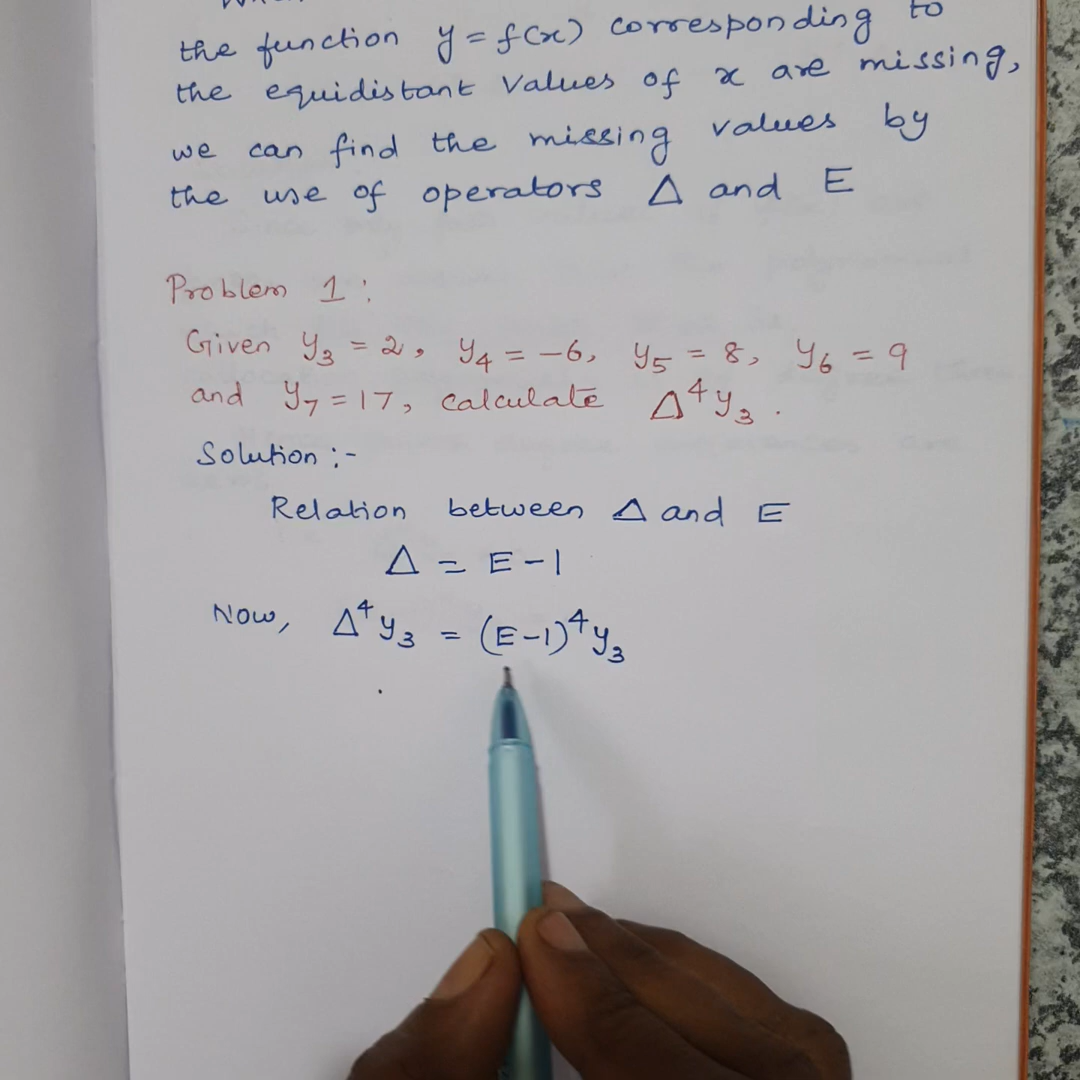 the function y = f(x) corresponding to
the equidistant values of x are missing,
we can find the missing values by
the use of operators Δ and E
Problem 1 :
Given y₃ = 2, y₄ = -6, y₅ = 8, y₆ = 9
and y₇ = 17, calculate Δ⁴y₃.
Solution :-
Relation between Δ and E
Δ = E-1
Now, Δ⁴y₃ = (E-1)⁴y₃